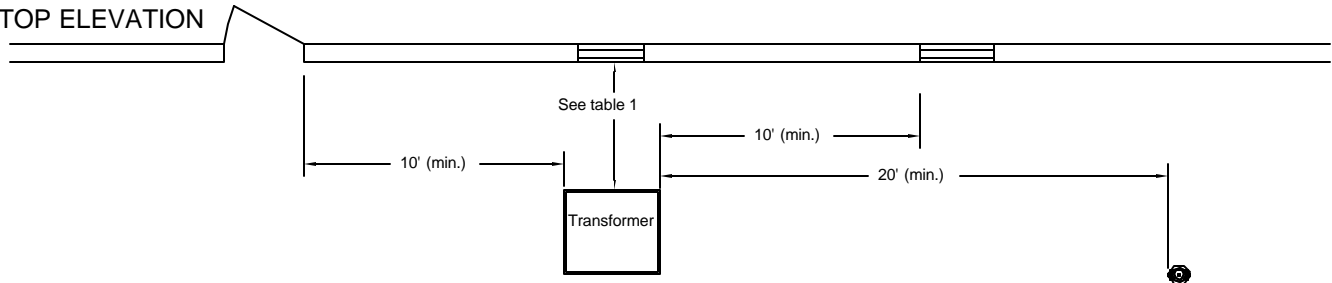 TOP ELEVATION
See table 1
10' (min.)
10' (min.)
20' (min.)
Transformer